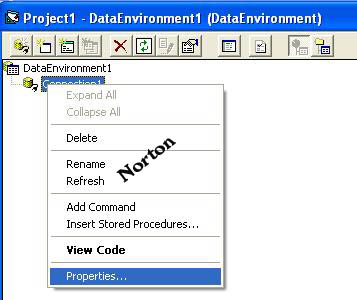 Project1 - DataEnvironment1 (DataEnvironment)
DataEnvironment1
Connection1
Expand All
Collapse All
Delete
Rename
Refresh
Norton
Add Command
Insert Stored Procedures...
View Code
Properties...